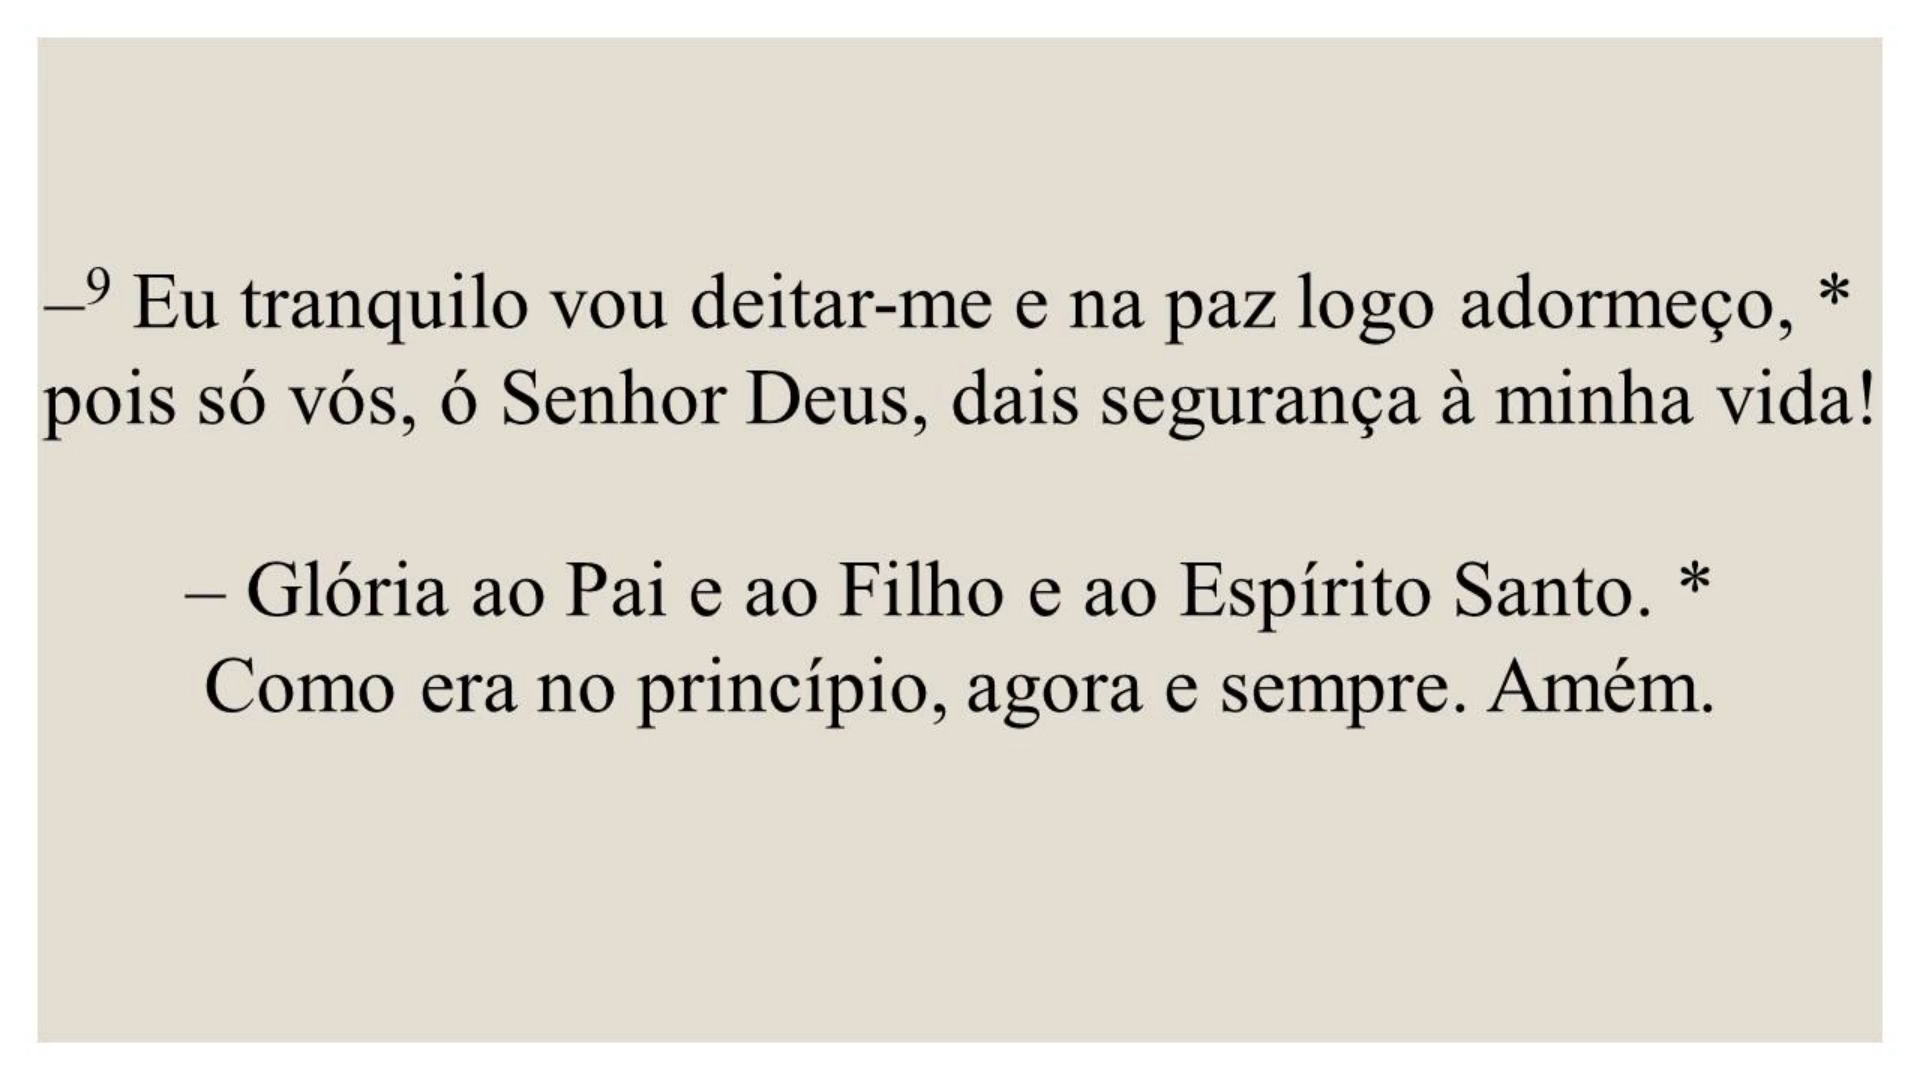 –⁹ Eu tranquilo vou deitar-me e na paz logo adormeço, *
pois só vós, ó Senhor Deus, dais segurança à minha vida!
– Glória ao Pai e ao Filho e ao Espírito Santo. *
Como era no princípio, agora e sempre. Amém.